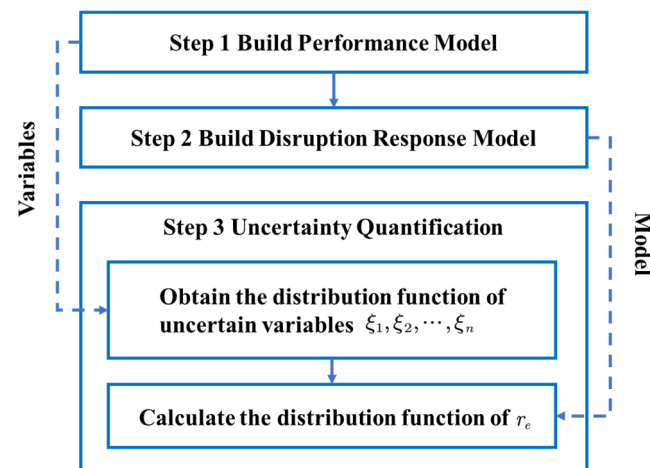 Step 1 Build Performance Model
Step 2 Build Disruption Response Model
Variables
Model
Step 3 Uncertainty Quantification
Obtain the distribution function of
uncertain variables ξ₁,ξ₂,⋯,ξₙ
Calculate the distribution function of rₑ